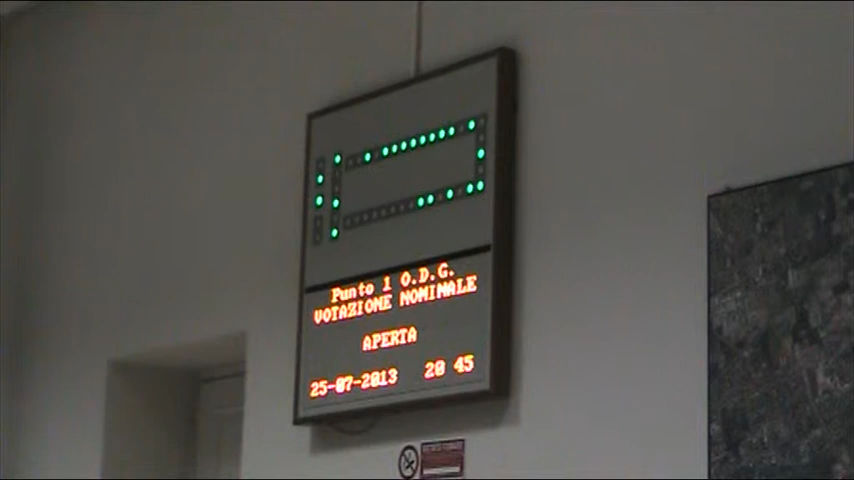 Punto 1 O.D.G.
VOTAZIONE NOMINALE
APERTA
25-07-2013 20 45